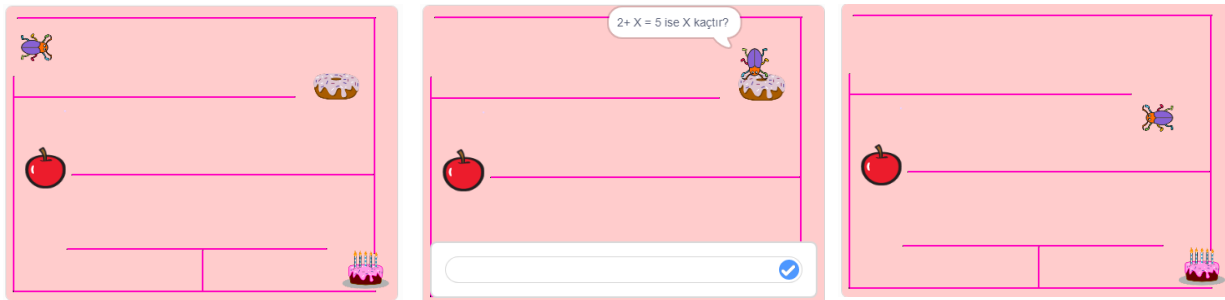 2+ X = 5 ise X kaçtır?